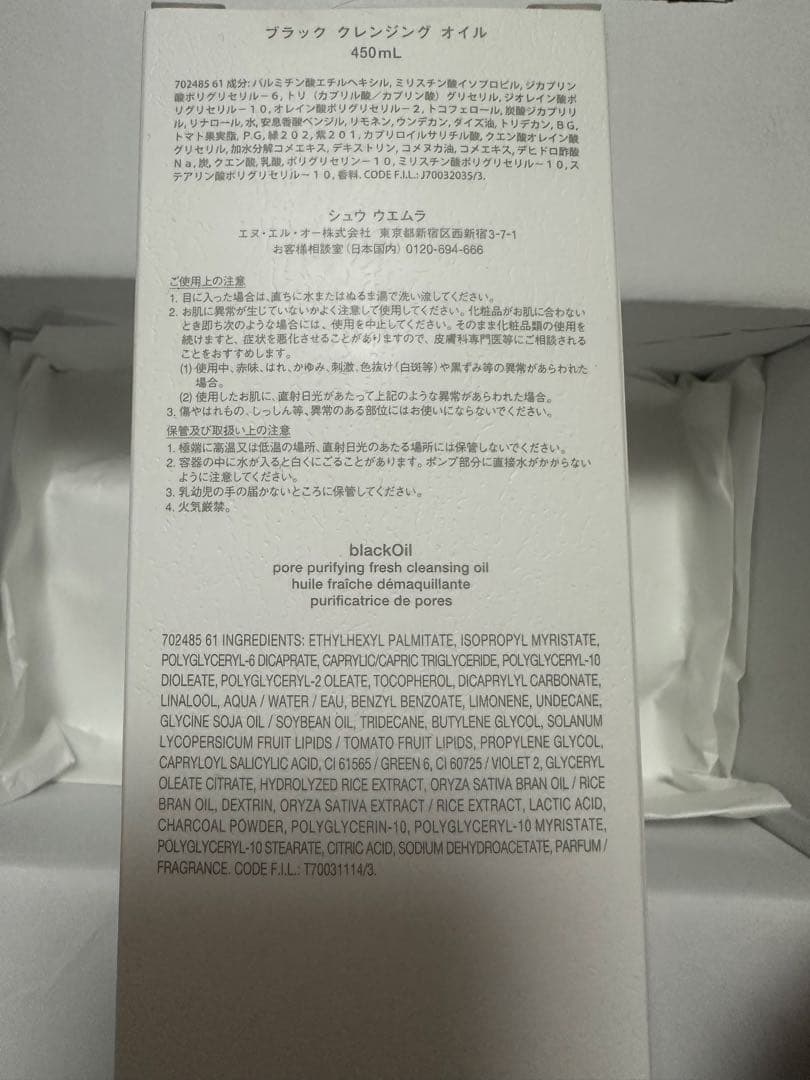 ブラック クレンジング オイル
450mL
702485 61 成分: パルミチン酸エチルヘキシル, ミリスチン酸イソプロピル, ジカプリン
酸ポリグリセリル－6, トリ（カプリル酸／カプリン酸）グリセリル, ジオレイン酸ポ
リグリセリル－10, オレイン酸ポリグリセリル－2, トコフェロール, 炭酸ジカプリリ
ル, リナロール, 水, 安息香酸ベンジル, リモネン, ウンデカン, ダイズ油, トリデカン, BG,
トマト果実脂, PG, 緑202, 紫201, カプリロイルサリチル酸, クエン酸オレイン酸
グリセリル, 加水分解コメエキス, デキストリン, コメヌカ油, コメエキス, デヒドロ酢酸
Na, 炭, クエン酸, 乳酸, ポリグリセリン－10, ミリスチン酸ポリグリセリル－10, ス
テアリン酸ポリグリセリル－10, 香料. CODE F.I.L.: J70032035/3.
シュウ ウエムラ
エヌ・エル・オー株式会社 東京都新宿区西新宿3-7-1
お客様相談室（日本国内）0120-694-666
ご使用上の注意
1. 目に入った場合は、直ちに水またはぬるま湯で洗い流してください。
2. お肌に異常が生じていないかよく注意して使用してください。化粧品がお肌に合わない
とき即ち次のような場合には、使用を中止してください。そのまま化粧品類の使用を
続けますと、症状を悪化させることがありますので、皮膚科専門医等にご相談される
ことをおすすめします。
(1) 使用中、赤味、はれ、かゆみ、刺激、色抜け（白斑等）や黒ずみ等の異常があらわれた
場合。
(2) 使用したお肌に、直射日光があたって上記のような異常があらわれた場合。
3. 傷やはれもの、しっしん等、異常のある部位にはお使いにならないでください。
保管及び取扱い上の注意
1. 極端に高温又は低温の場所、直射日光のあたる場所には保管しないでください。
2. 容器の中に水が入ると白くにごることがあります。ポンプ部分に直接水がかからない
ように注意してください。
3. 乳幼児の手の届かないところに保管してください。
4. 火気厳禁。
blackOil
pore purifying fresh cleansing oil
huile fraîche démaquillante
purificatrice de pores
702485 61 INGREDIENTS: ETHYLHEXYL PALMITATE, ISOPROPYL MYRISTATE,
POLYGLYCERYL-6 DICAPRATE, CAPRYLIC/CAPRIC TRIGLYCERIDE, POLYGLYCERYL-10
DIOLEATE, POLYGLYCERYL-2 OLEATE, TOCOPHEROL, DICAPRYLYL CARBONATE,
LINALOOL, AQUA / WATER / EAU, BENZYL BENZOATE, LIMONENE, UNDECANE,
GLYCINE SOJA OIL / SOYBEAN OIL, TRIDECANE, BUTYLENE GLYCOL, SOLANUM
LYCOPERSICUM FRUIT LIPIDS / TOMATO FRUIT LIPIDS, PROPYLENE GLYCOL,
CAPRYLOYL SALICYLIC ACID, CI 61565 / GREEN 6, CI 60725 / VIOLET 2, GLYCERYL
OLEATE CITRATE, HYDROLYZED RICE EXTRACT, ORYZA SATIVA BRAN OIL / RICE
BRAN OIL, DEXTRIN, ORYZA SATIVA EXTRACT / RICE EXTRACT, LACTIC ACID,
CHARCOAL POWDER, POLYGLYCERIN-10, POLYGLYCERYL-10 MYRISTATE,
POLYGLYCERYL-10 STEARATE, CITRIC ACID, SODIUM DEHYDROACETATE, PARFUM /
FRAGRANCE. CODE F.I.L.: T70031114/3.